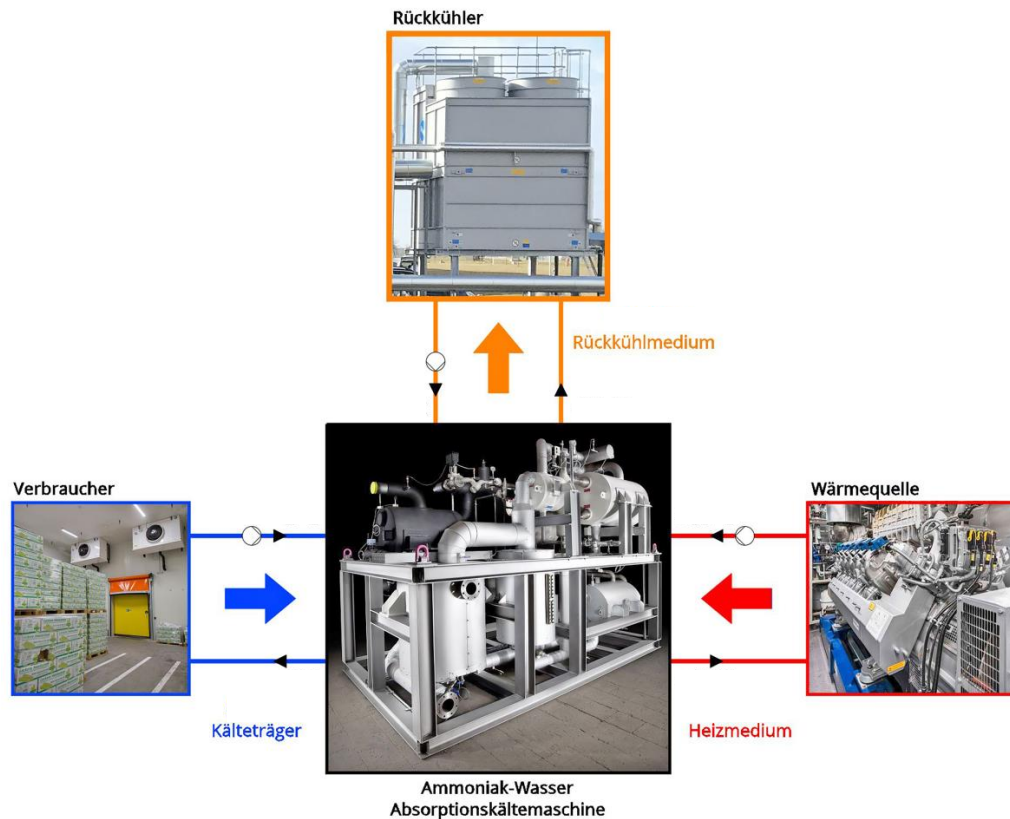 Rückkühler
Rückkühlmedium
Verbraucher
Wärmequelle
Kälteträger
Heizmedium
Ammoniak-Wasser
Absorptionskältemaschine